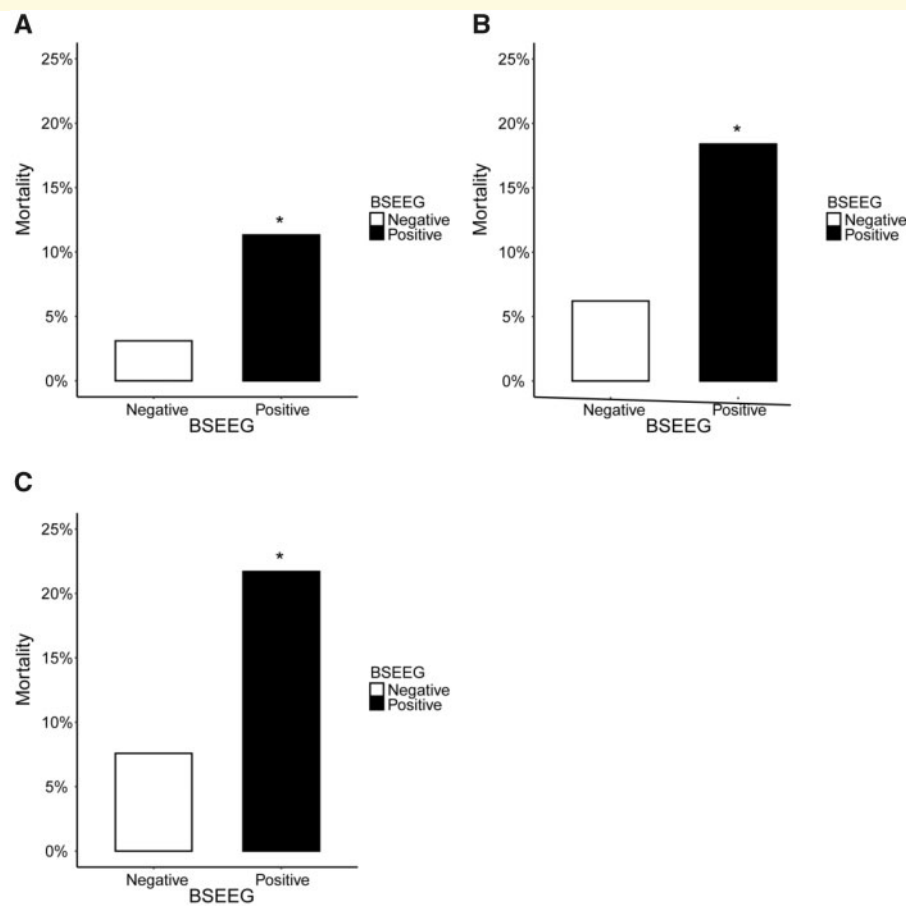 A
25%
20%
15%
10%
5%
0%
Mortality
*
Negative
Positive
BSEEG
BSEEG
Negative
Positive
B
25%
20%
15%
10%
5%
0%
Mortality
*
Negative
Positive
BSEEG
BSEEG
Negative
Positive
C
25%
20%
15%
10%
5%
0%
Mortality
*
Negative
Positive
BSEEG
BSEEG
Negative
Positive